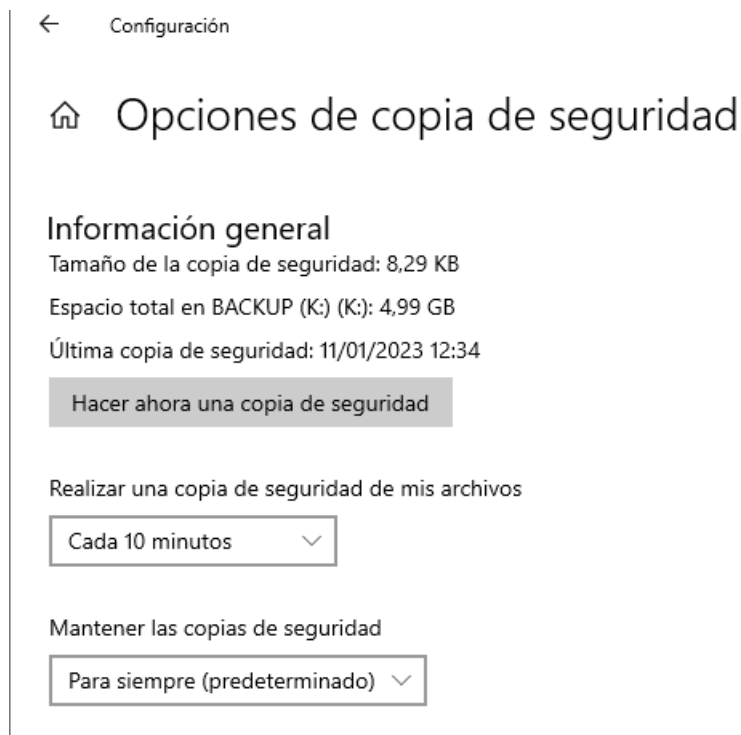 Configuración
Opciones de copia de seguridad
Información general
Tamaño de la copia de seguridad: 8,29 KB
Espacio total en BACKUP (K:) (K:): 4,99 GB
Última copia de seguridad: 11/01/2023 12:34
Hacer ahora una copia de seguridad
Realizar una copia de seguridad de mis archivos
Cada 10 minutos
Mantener las copias de seguridad
Para siempre (predeterminado)